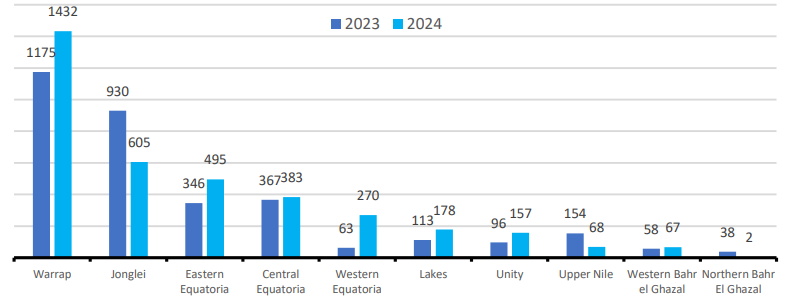 2023 2024
1432
1175
930
605
346
495
367
383
63
270
113
178
96
157
154
68
58
67
38
2
Warrap
Jonglei
Eastern
Equatoria
Central
Equatoria
Western
Equatoria
Lakes
Unity
Upper Nile
Western Bahr
el Ghazal
Northern Bahr
El Ghazal